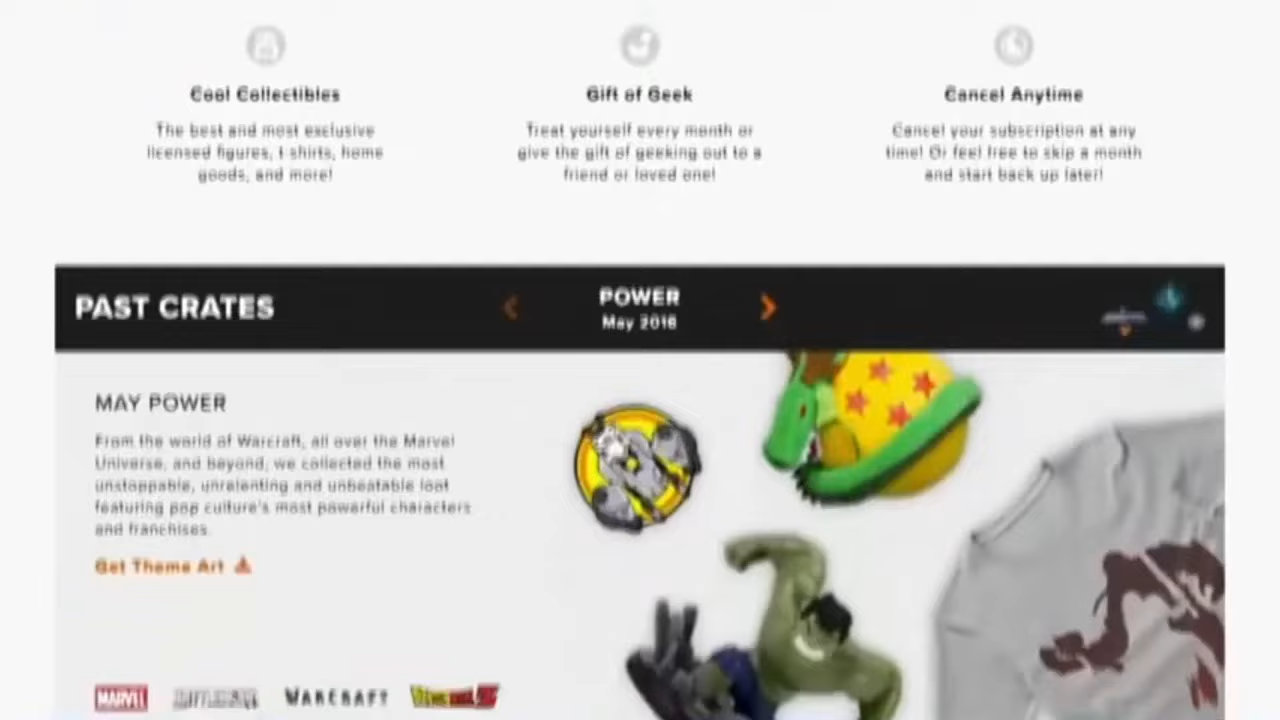 Cool Collectibles
The best and most exclusive
licensed figures, t-shirts, home
goods, and more!
Gift of Geek
Treat yourself every month or
give the gift of geeking out to a
friend or loved one!
Cancel Anytime
Cancel your subscription at any
time! Or feel free to skip a month
and start back up later!
PAST CRATES
POWER
May 2016
MAY POWER
From the world of Warcraft, all over the Marvel
Universe, and beyond, we collected the most
unstoppable, unrelenting and unbeatable loot
featuring pop culture's most powerful characters
and franchises.
Get Theme Art
MARVEL
WARCRAFT